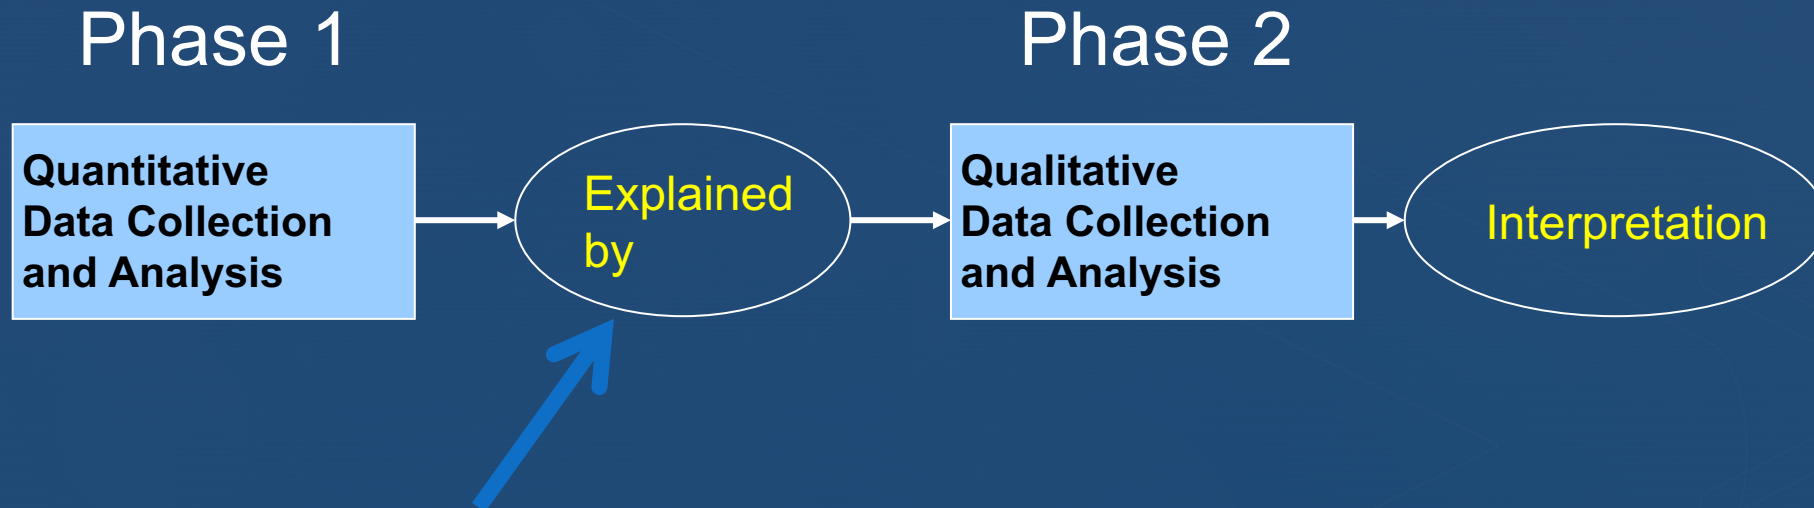 Phase 1
Phase 2
Quantitative
Data Collection
and Analysis
Explained
by
Qualitative
Data Collection
and Analysis
Interpretation